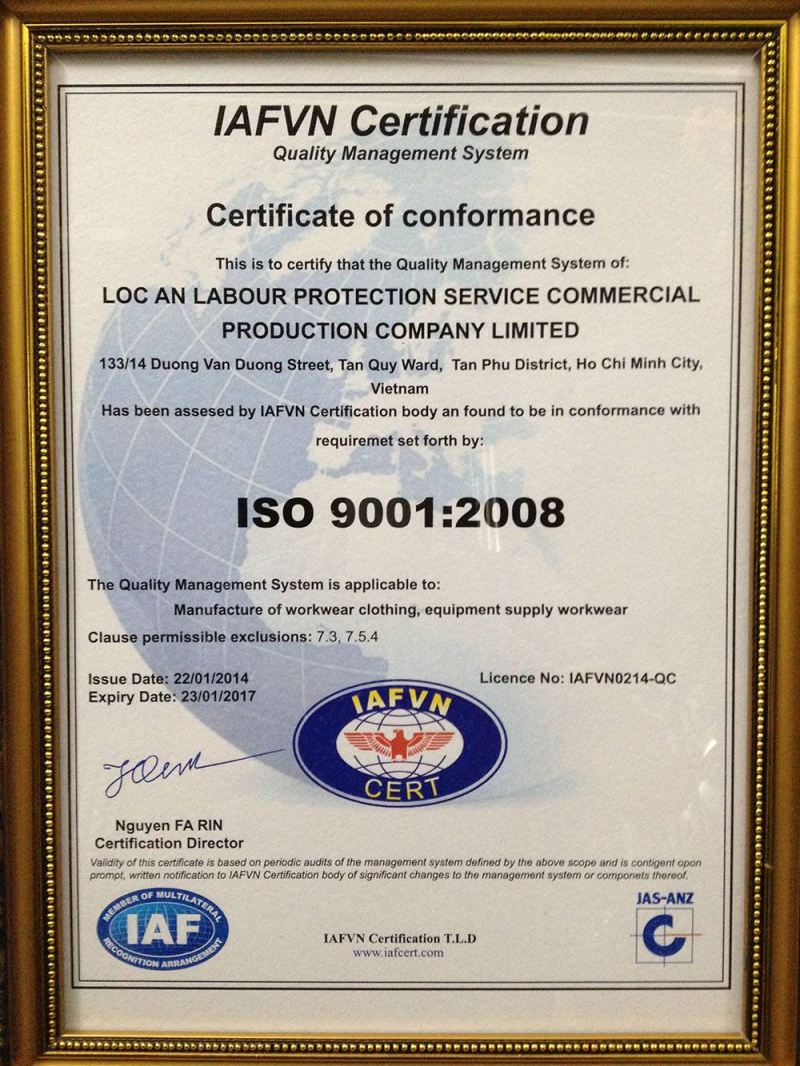 IAFVN Certification
Quality Management System
Certificate of conformance
This is to certify that the Quality Management System of:
LOC AN LABOUR PROTECTION SERVICE COMMERCIAL
PRODUCTION COMPANY LIMITED
133/14 Duong Van Duong Street, Tan Quy Ward, Tan Phu District, Ho Chi Minh City,
Vietnam
Has been assesed by IAFVN Certification body an found to be in conformance with
requiremet set forth by:
ISO 9001:2008
The Quality Management System is applicable to:
Manufacture of workwear clothing, equipment supply workwear
Clause permissible exclusions: 7.3, 7.5.4
Issue Date: 22/01/2014
Expiry Date: 23/01/2017
Licence No: IAFVN0214-QC
IAFVN
CERT
Nguyen FA RIN
Certification Director
Validity of this certificate is based on periodic audits of the management system defined by the above scope and is contigent opon
prompt, written notification to IAFVN Certification body of significant changes to the management system or componets thereof.
MEMBER OF MULTILATERAL
IAF
RECOGNITION ARRANGEMENT
IAFVN Certification T.L.D
www.iafcert.com
JAS-ANZ